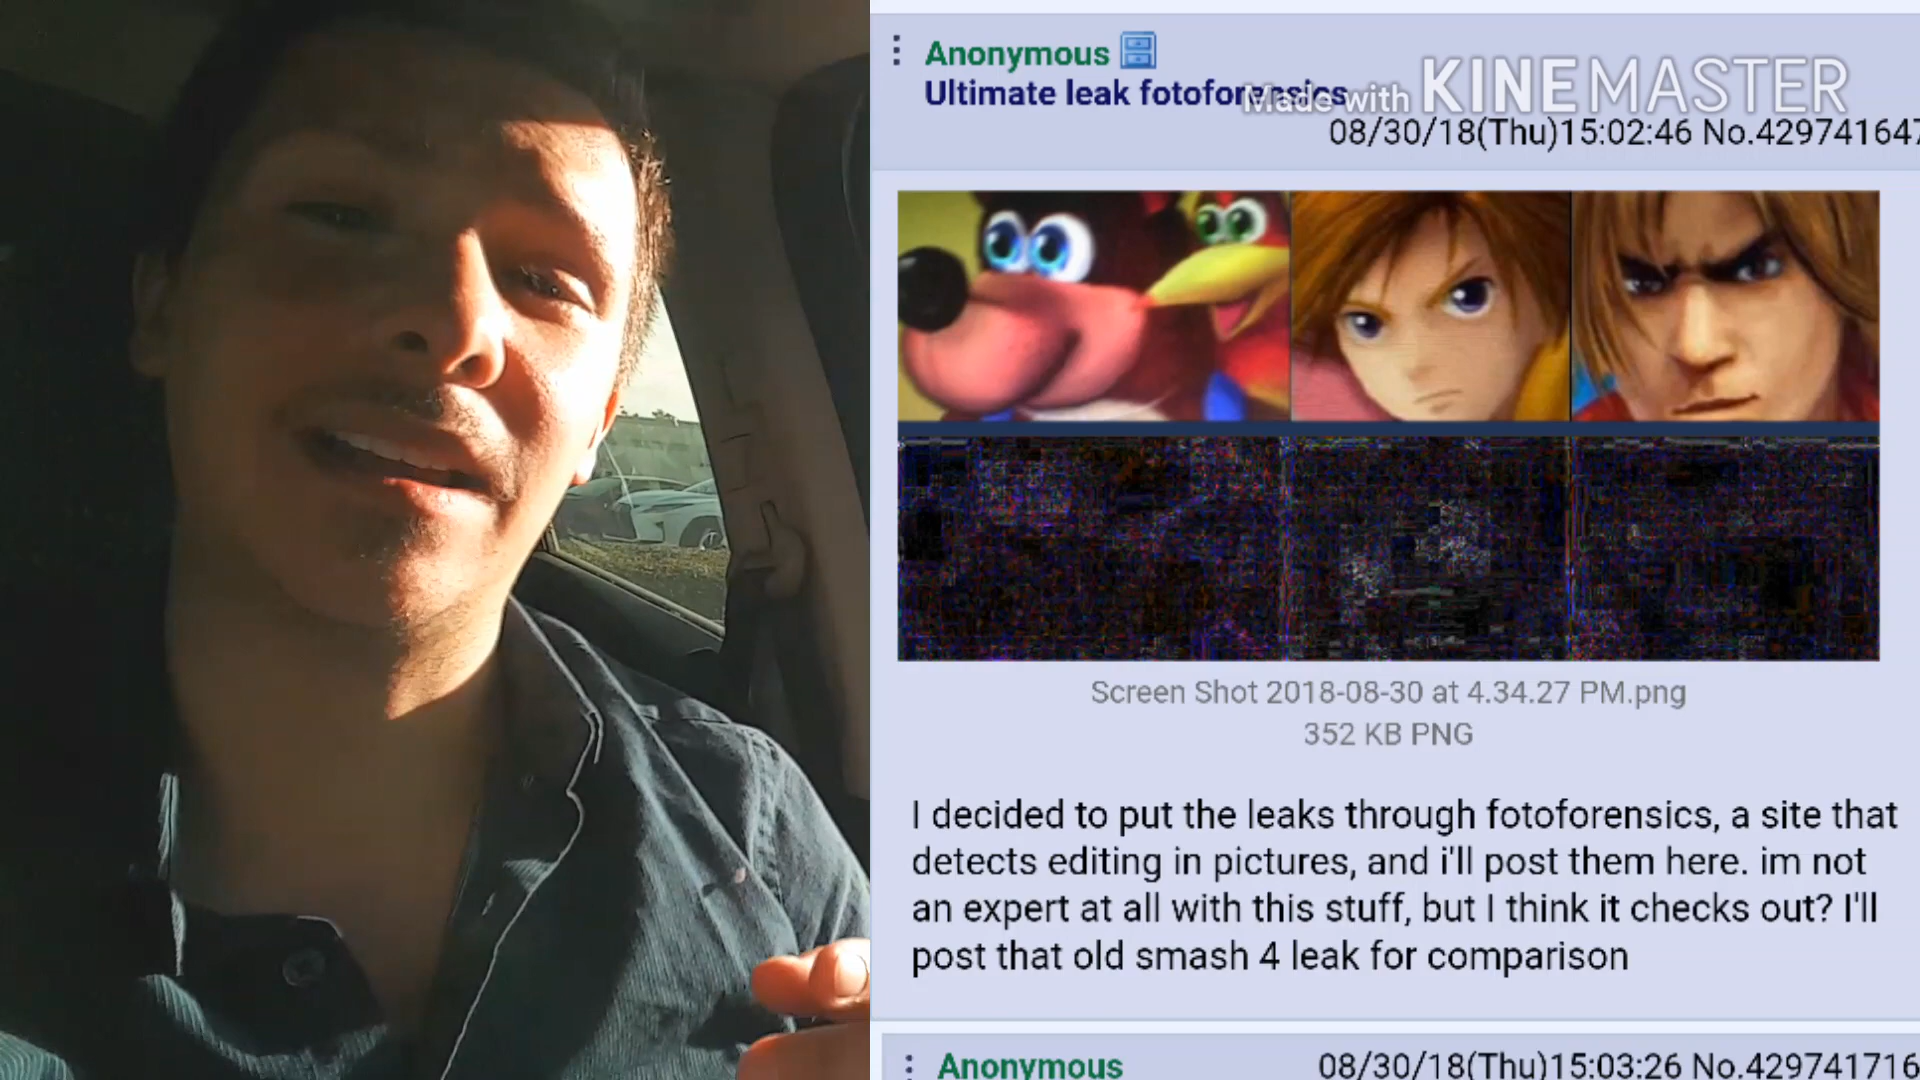 Anonymous
Ultimate leak fotoforensics
Made with KINEMASTER
08/30/18(Thu)15:02:46 No.429741647
Screen Shot 2018-08-30 at 4.34.27 PM.png
352 KB PNG
I decided to put the leaks through fotoforensics, a site that
detects editing in pictures, and i'll post them here. im not
an expert at all with this stuff, but I think it checks out? I'll
post that old smash 4 leak for comparison
Anonymous 08/30/18(Thu)15:03:26 No.429741716